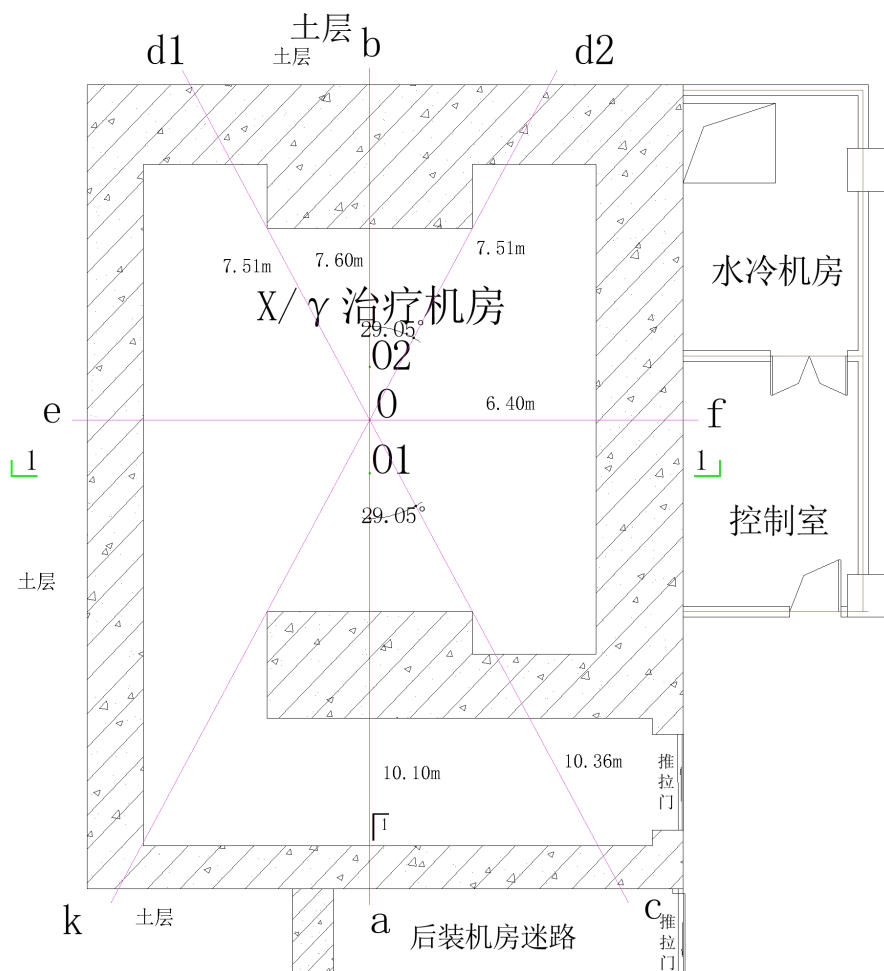 土层
土层
b
d1
d2
7.51m
7.60m
7.51m
水冷机房
X/γ治疗机房
29.05°
O2
O
6.40m
e
f
1
1
O1
29.05°
控制室
土层
10.10m
10.36m
推拉门
1
k
土层
a
后装机房迷路
c
推拉门